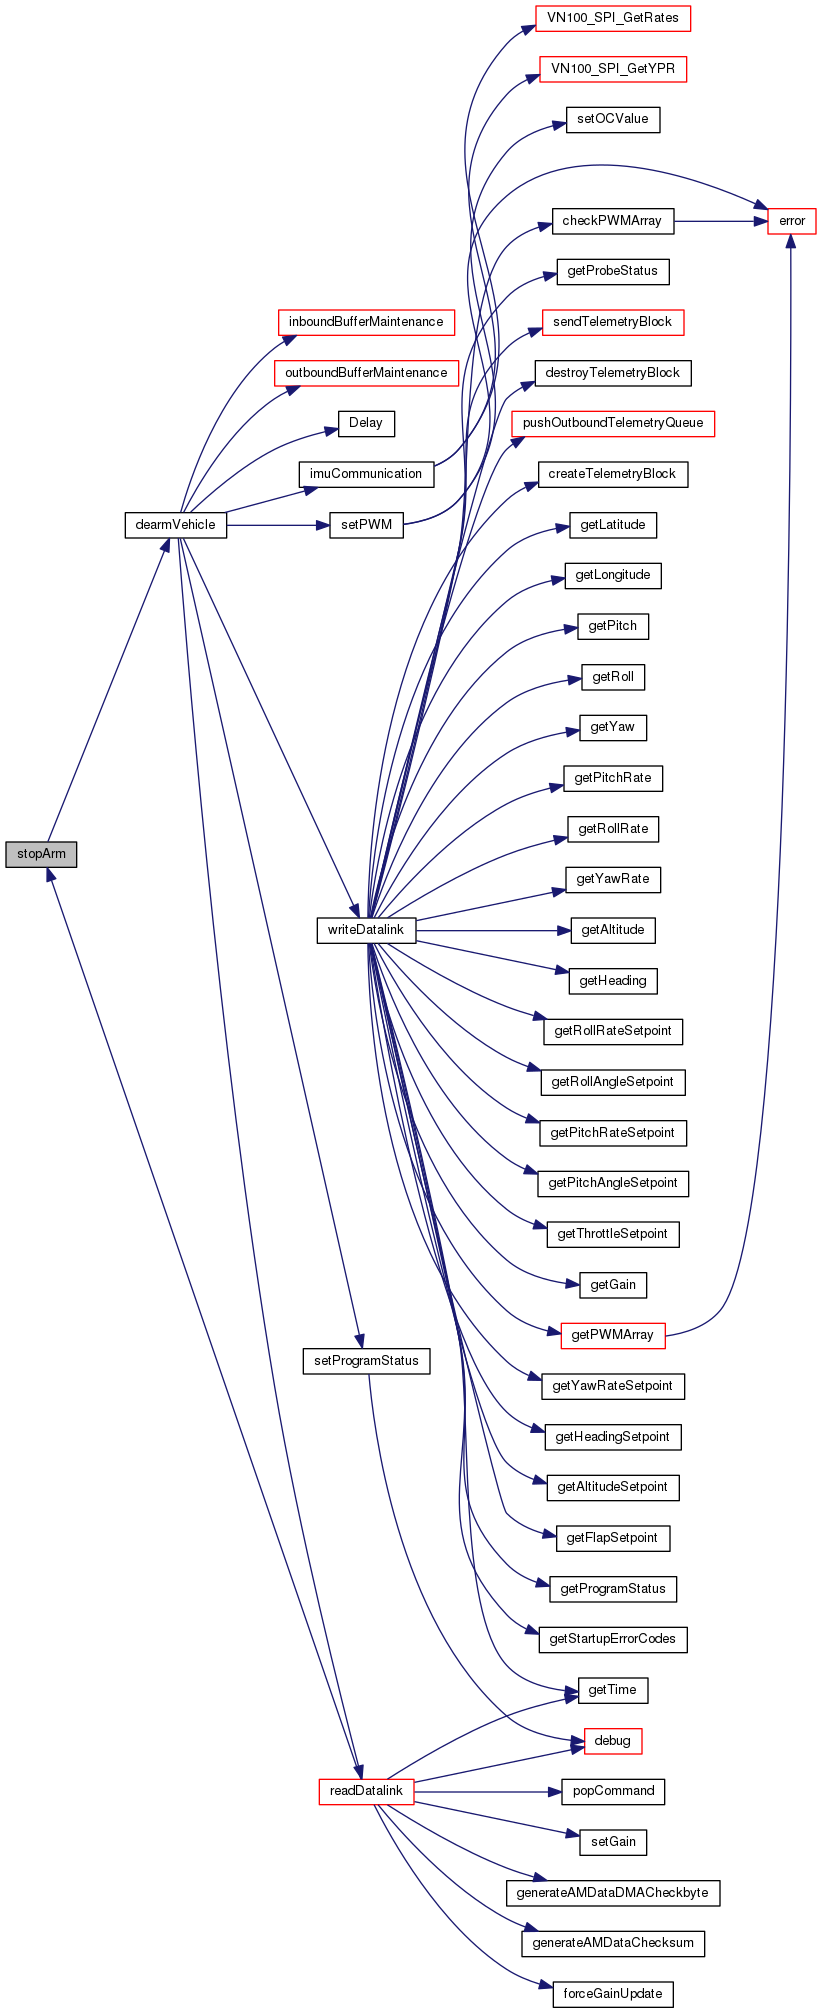 VN100_SPI_GetRates
VN100_SPI_GetYPR
setOCValue
checkPWMArray
error
getProbeStatus
inboundBufferMaintenance
sendTelemetryBlock
outboundBufferMaintenance
destroyTelemetryBlock
Delay
pushOutboundTelemetryQueue
imuCommunication
createTelemetryBlock
dearmVehicle
setPWM
getLatitude
getLongitude
getPitch
getRoll
getYaw
getPitchRate
getRollRate
stopArm
getYawRate
writeDatalink
getAltitude
getHeading
getRollRateSetpoint
getRollAngleSetpoint
getPitchRateSetpoint
getPitchAngleSetpoint
getThrottleSetpoint
getGain
getPWMArray
setProgramStatus
getYawRateSetpoint
getHeadingSetpoint
getAltitudeSetpoint
getFlapSetpoint
getProgramStatus
getStartupErrorCodes
getTime
debug
readDatalink
popCommand
setGain
generateAMDataDMACheckbyte
generateAMDataChecksum
forceGainUpdate